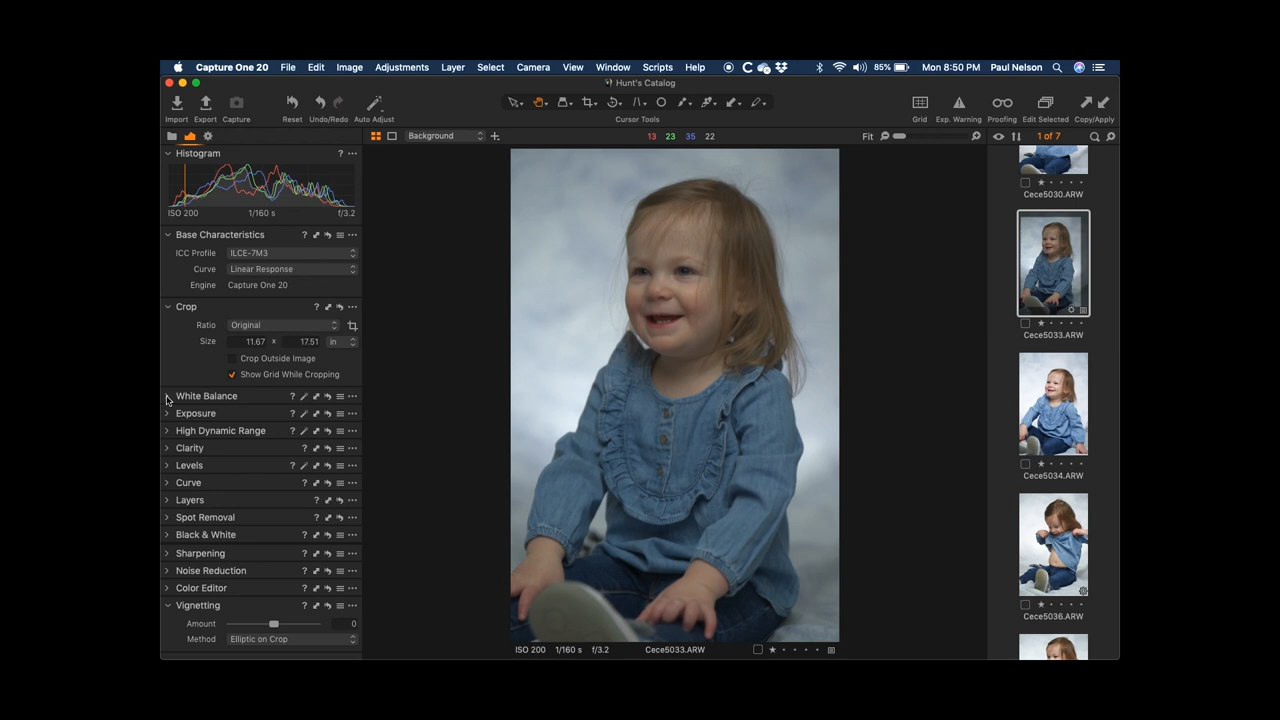 Capture One 20 File Edit Image Adjustments Layer Select Camera View Window Scripts Help 85% Mon 8:50 PM Paul Nelson
Hunt's Catalog
Import Export Capture Reset Undo/Redo Auto Adjust Cursor Tools Grid Exp. Warning Proofing Edit Selected Copy/Apply
Background 13 23 35 22 Fit 1 of 7
Histogram ?
ISO 200 1/160 s f/3.2
Base Characteristics ?
ICC Profile ILCE-7M3
Curve Linear Response
Engine Capture One 20
Crop ?
Ratio Original
Size 11.67 x 17.51 in
Crop Outside Image
Show Grid While Cropping
White Balance ?
Exposure ?
High Dynamic Range ?
Clarity ?
Levels ?
Curve ?
Layers ?
Spot Removal ?
Black & White ?
Sharpening ?
Noise Reduction ?
Color Editor ?
Vignetting ?
Amount 0
Method Elliptic on Crop
ISO 200 1/160 s f/3.2 Cece5033.ARW
Cece5030.ARW
Cece5033.ARW
Cece5034.ARW
Cece5036.ARW